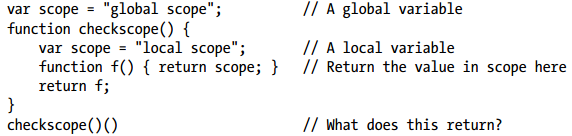 var scope = "global scope";          // A global variable
function checkscope() {
    var scope = "local scope";       // A local variable
    function f() { return scope; }   // Return the value in scope here
    return f;
}
checkscope()()                       // What does this return?